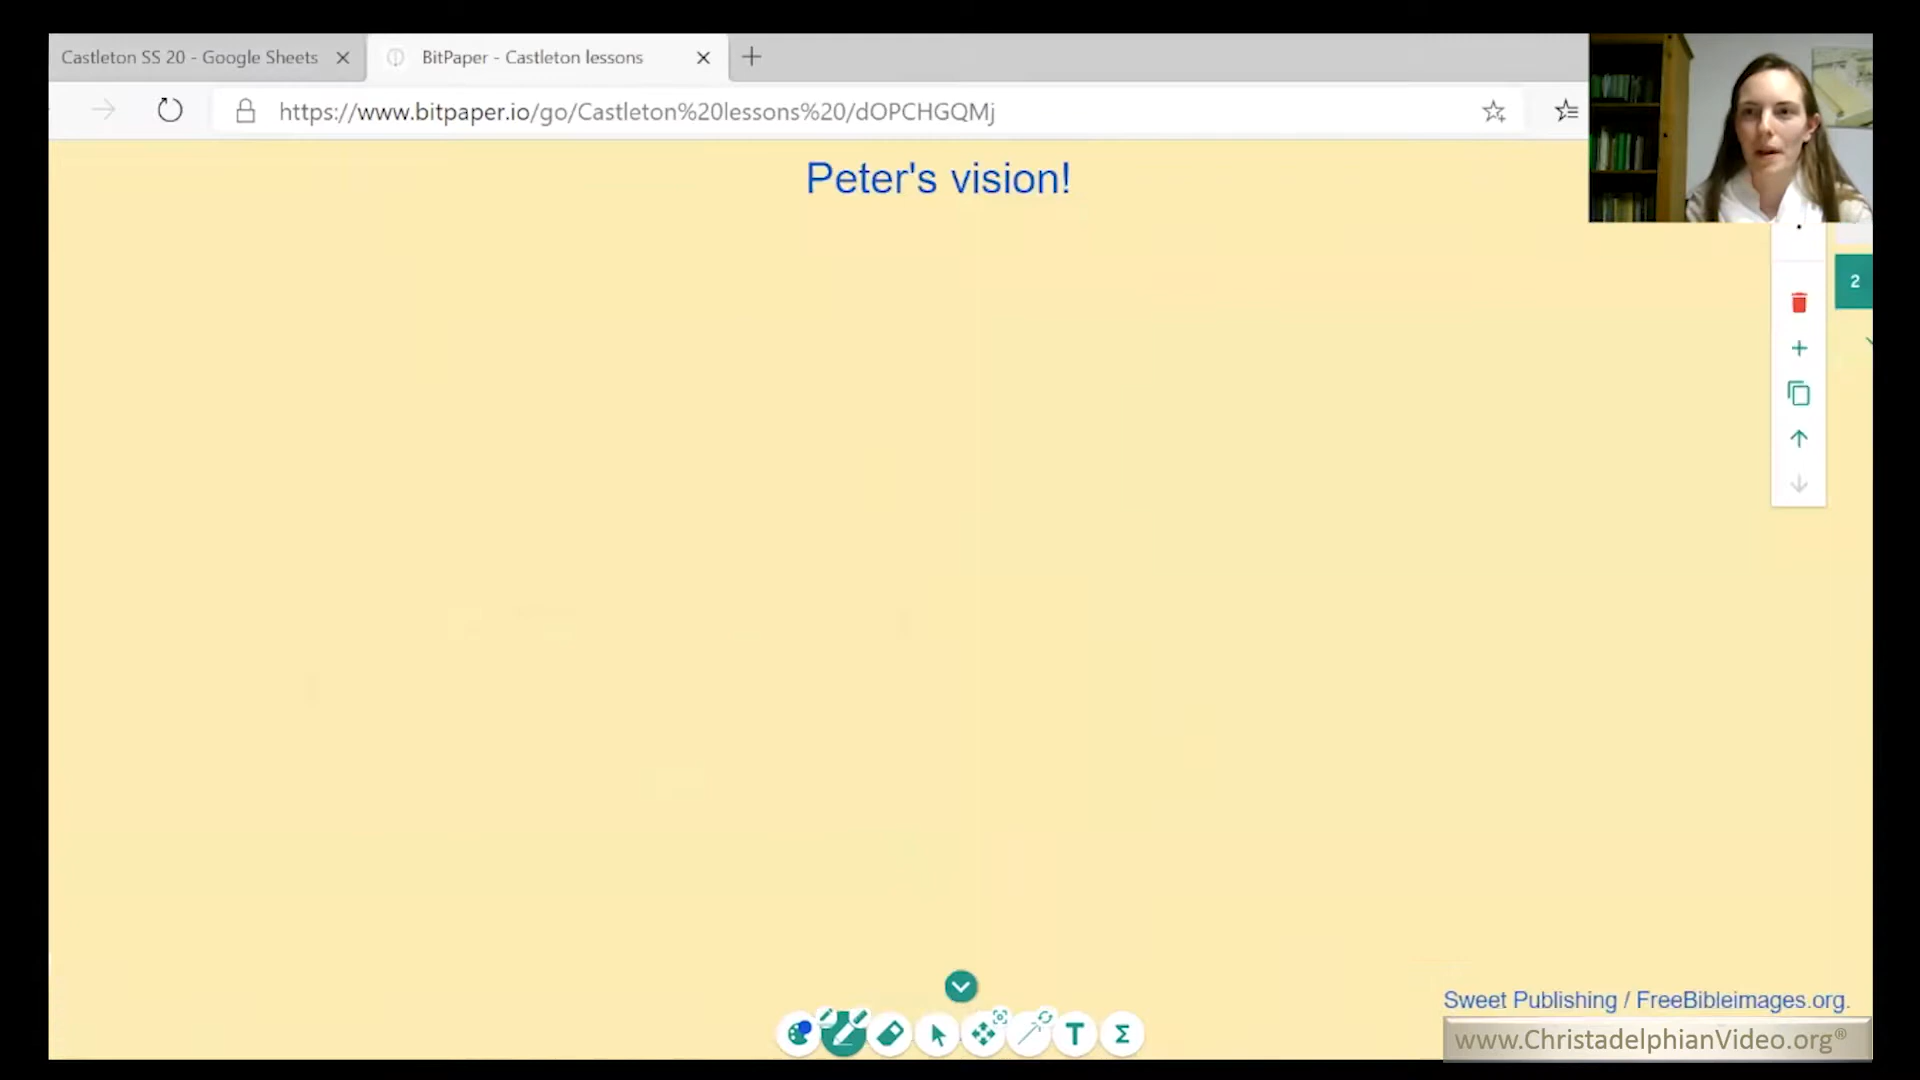 Castleton SS 20 - Google Sheets
BitPaper - Castleton lessons
https://www.bitpaper.io/go/Castleton%20lessons%20/dOPCHGQMj
Peter's vision!
2
T
Σ
Sweet Publishing / FreeBibleimages.org.
www.ChristadelphianVideo.org®